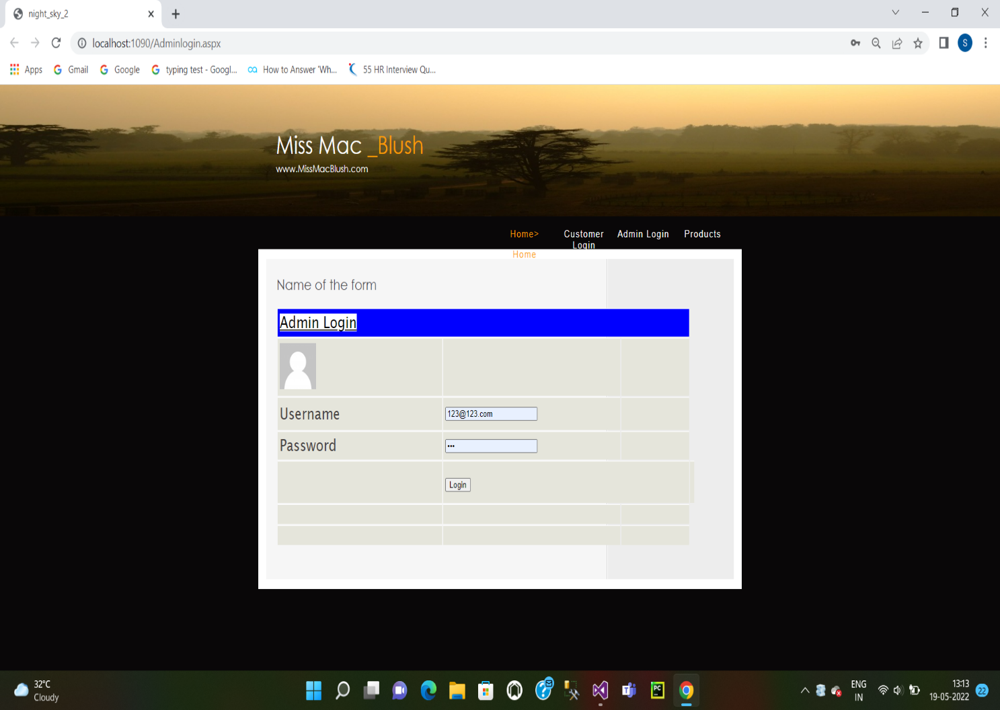 night_sky_2
localhost:1090/Adminlogin.aspx
S
Apps Gmail Google typing test - Googl... How to Answer 'Wh... 55 HR Interview Qu...
Miss Mac _Blush
www.MissMacBlush.com
Home> Customer Login Admin Login Products
Home
Name of the form
Admin Login
Username 123@123.com
Password •••
Login
32°C
Cloudy
PC
ENG
IN
13:13
19-05-2022
22